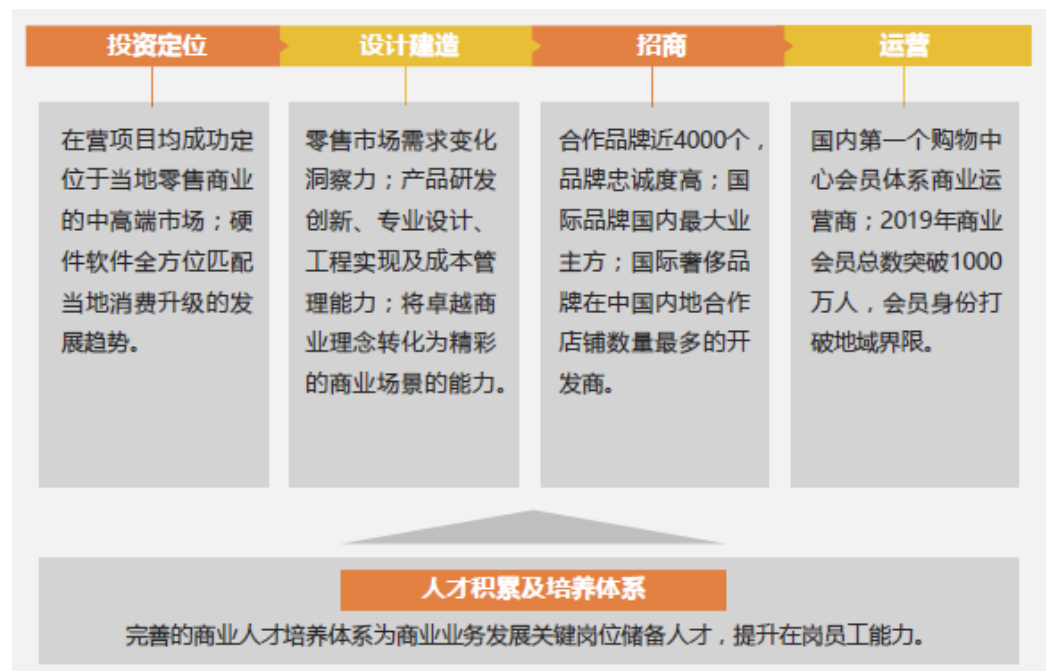 投资定位
设计建造
招商
运营
在营项目均成功定
位于当地零售商业
的中高端市场；硬
件软件全方位匹配
当地消费升级的发
展趋势。
零售市场需求变化
洞察力；产品研发
创新、专业设计、
工程实现及成本管
理能力；将卓越商
业理念转化为精彩
的商业场景的能力。
合作品牌近4000个，
品牌忠诚度高；国
际品牌国内最大业
主方；国际奢侈品
牌在中国内地合作
店铺数量最多的开
发商。
国内第一个购物中
心会员体系商业运
营商；2019年商业
会员总数突破1000
万人，会员身份打
破地域界限。
人才积累及培养体系
完善的商业人才培养体系为商业业务发展关键岗位储备人才，提升在岗员工能力。